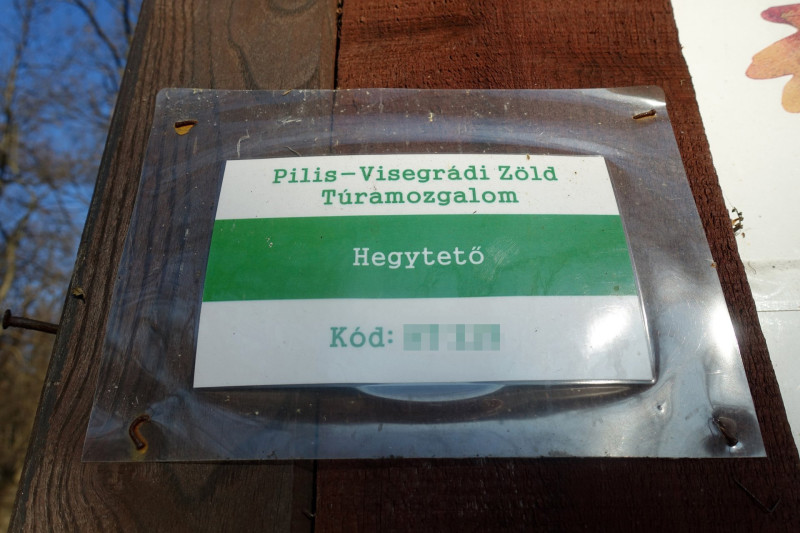 Pilis–Visegrádi Zöld
Túramozgalom
Hegytető
Kód: